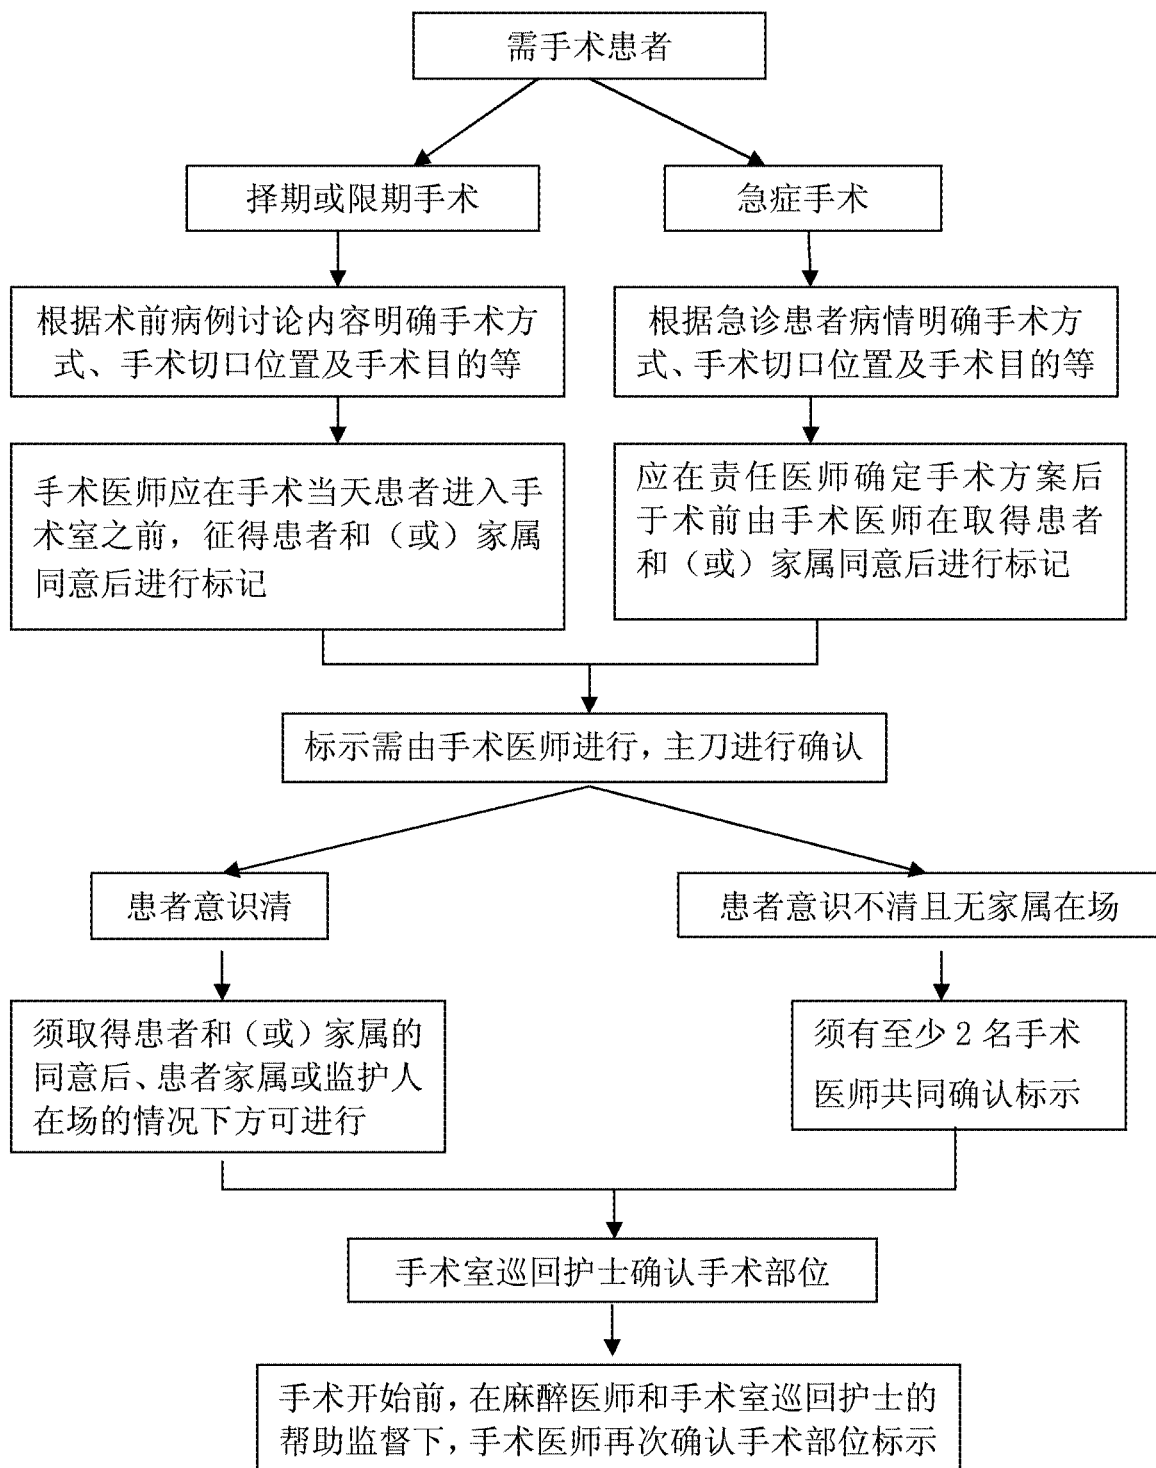 需手术患者
择期或限期手术
急症手术
根据术前病例讨论内容明确手术方
式、手术切口位置及手术目的等
根据急诊患者病情明确手术方
式、手术切口位置及手术目的等
手术医师应在手术当天患者进入手
术室之前，征得患者和（或）家属
同意后进行标记
应在责任医师确定手术方案后
于术前由手术医师在取得患者
和（或）家属同意后进行标记
标示需由手术医师进行，主刀进行确认
患者意识清
患者意识不清且无家属在场
须取得患者和（或）家属的
同意后、患者家属或监护人
在场的情况下方可进行
须有至少2名手术
医师共同确认标示
手术室巡回护士确认手术部位
手术开始前，在麻醉医师和手术室巡回护士的
帮助监督下，手术医师再次确认手术部位标示